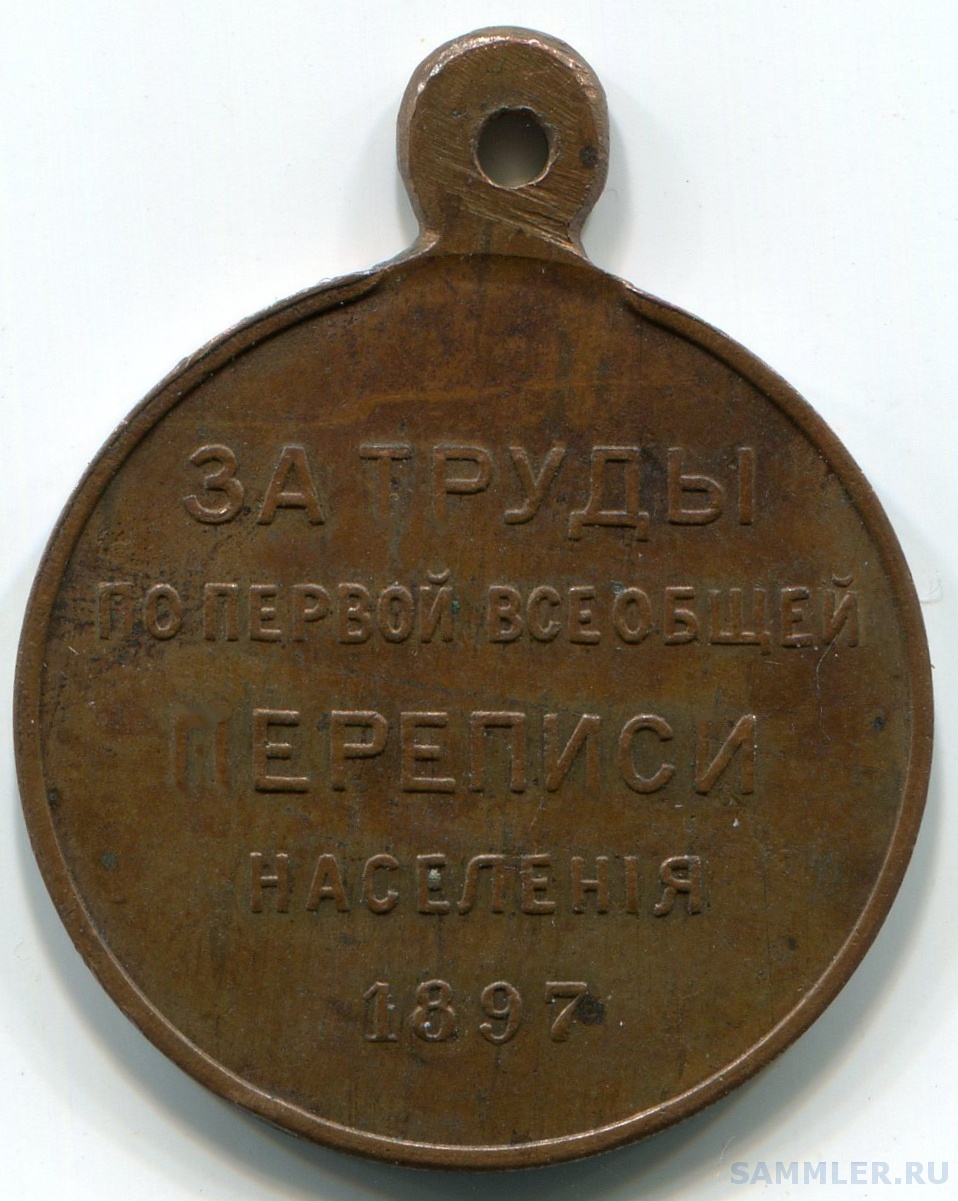 ЗА ТРУДЫ
ПО ПЕРВОЙ ВСЕОБЩЕЙ
ПЕРЕПИСИ
НАСЕЛЕНІЯ
1897
SAMMLER.RU